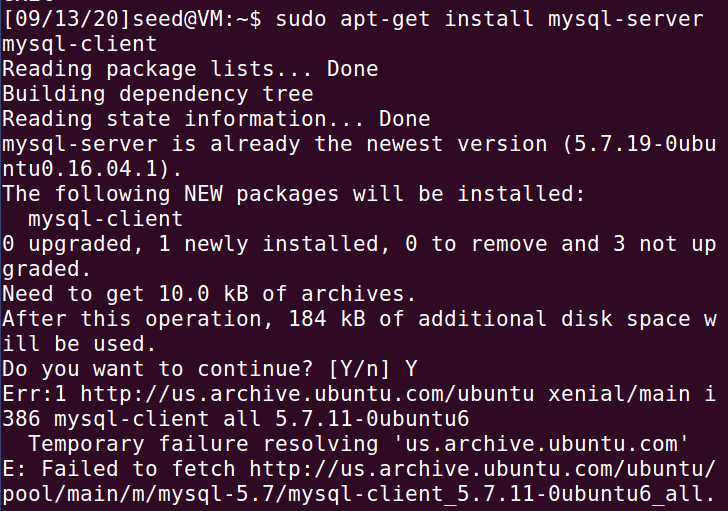 [09/13/20]seed@VM:~$ sudo apt-get install mysql-server
mysql-client
Reading package lists... Done
Building dependency tree
Reading state information... Done
mysql-server is already the newest version (5.7.19-0ubu
ntu0.16.04.1).
The following NEW packages will be installed:
  mysql-client
0 upgraded, 1 newly installed, 0 to remove and 3 not up
graded.
Need to get 10.0 kB of archives.
After this operation, 184 kB of additional disk space w
ill be used.
Do you want to continue? [Y/n] Y
Err:1 http://us.archive.ubuntu.com/ubuntu xenial/main i
386 mysql-client all 5.7.11-0ubuntu6
  Temporary failure resolving 'us.archive.ubuntu.com'
E: Failed to fetch http://us.archive.ubuntu.com/ubuntu/
pool/main/m/mysql-5.7/mysql-client_5.7.11-0ubuntu6_all.